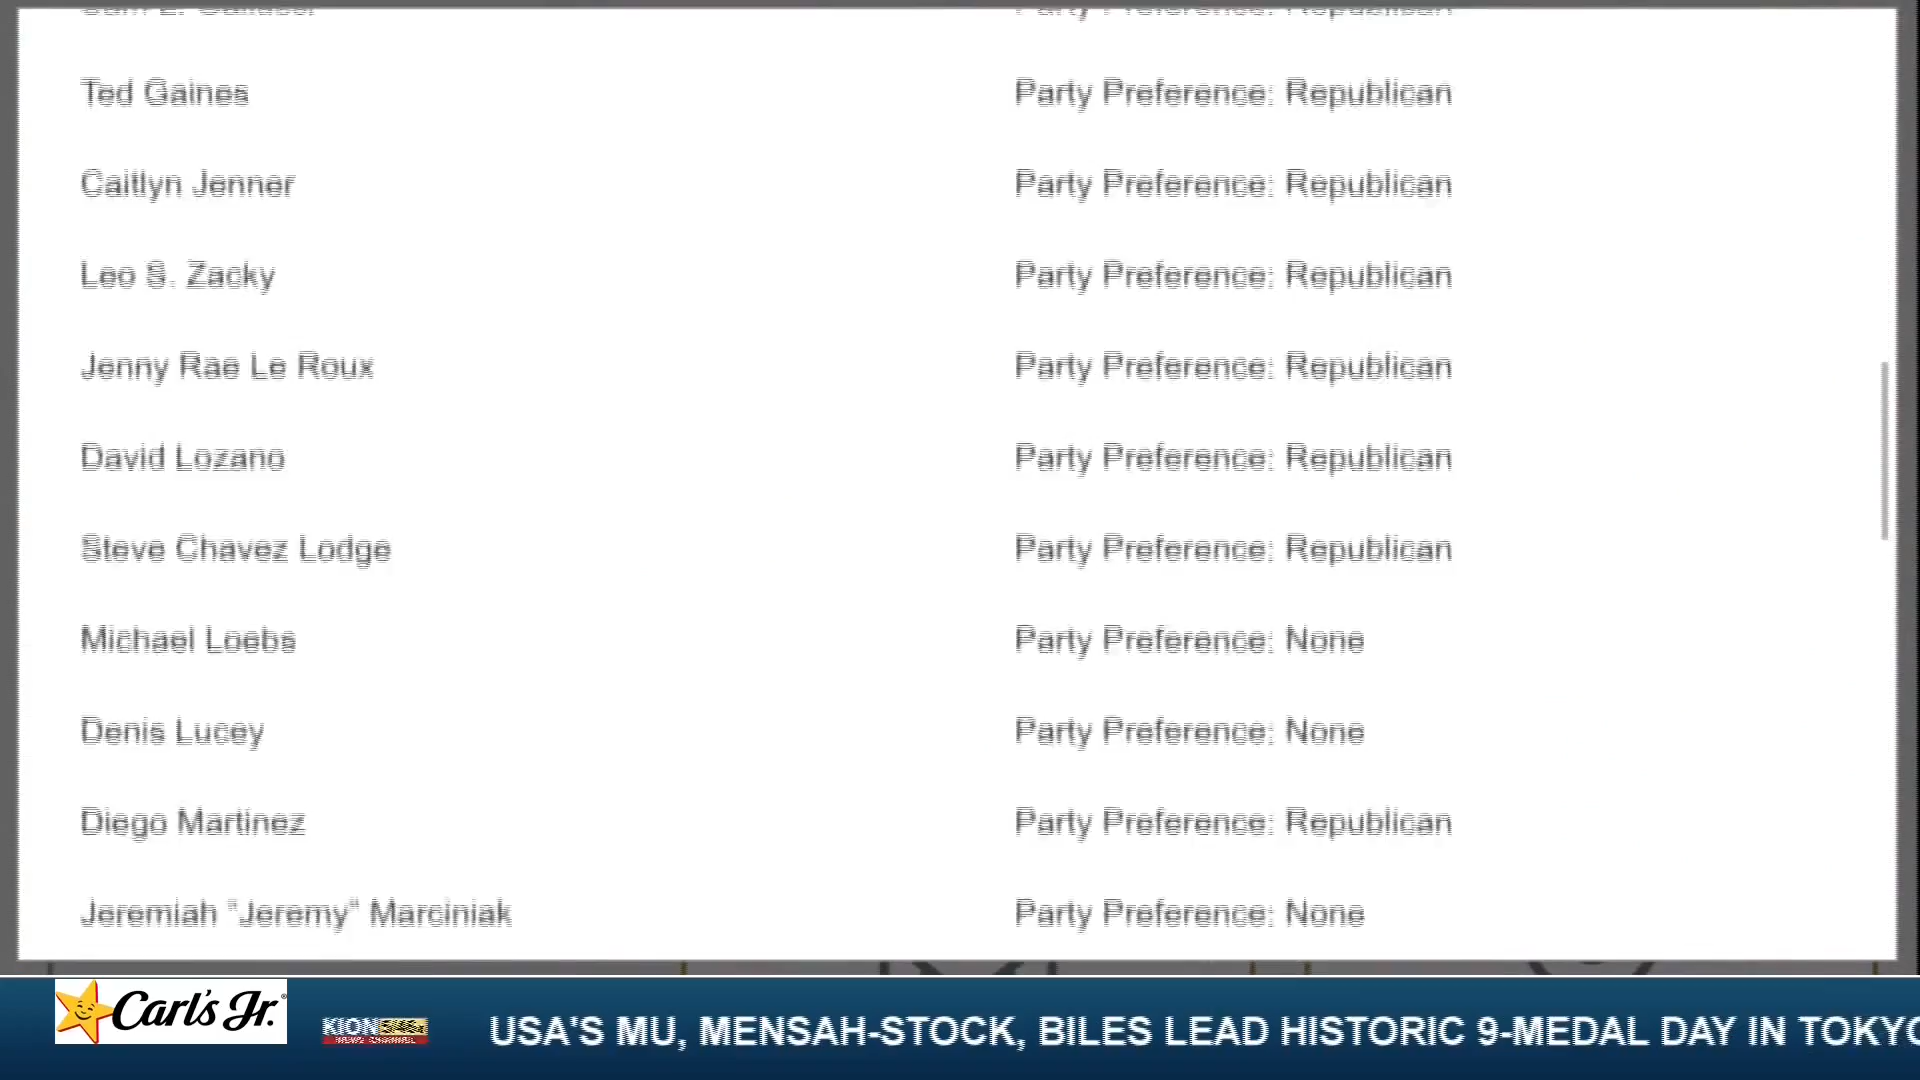 Ted Gaines Party Preference: Republican
Caitlyn Jenner Party Preference: Republican
Leo S. Zacky Party Preference: Republican
Jenny Rae Le Roux Party Preference: Republican
David Lozano Party Preference: Republican
Steve Chavez Lodge Party Preference: Republican
Michael Loebs Party Preference: None
Denis Lucey Party Preference: None
Diego Martinez Party Preference: Republican
Jeremiah "Jeremy" Marciniak Party Preference: None
Carl's Jr.
KION
NEWS CHANNEL
USA'S MU, MENSAH-STOCK, BILES LEAD HISTORIC 9-MEDAL DAY IN TOKYO